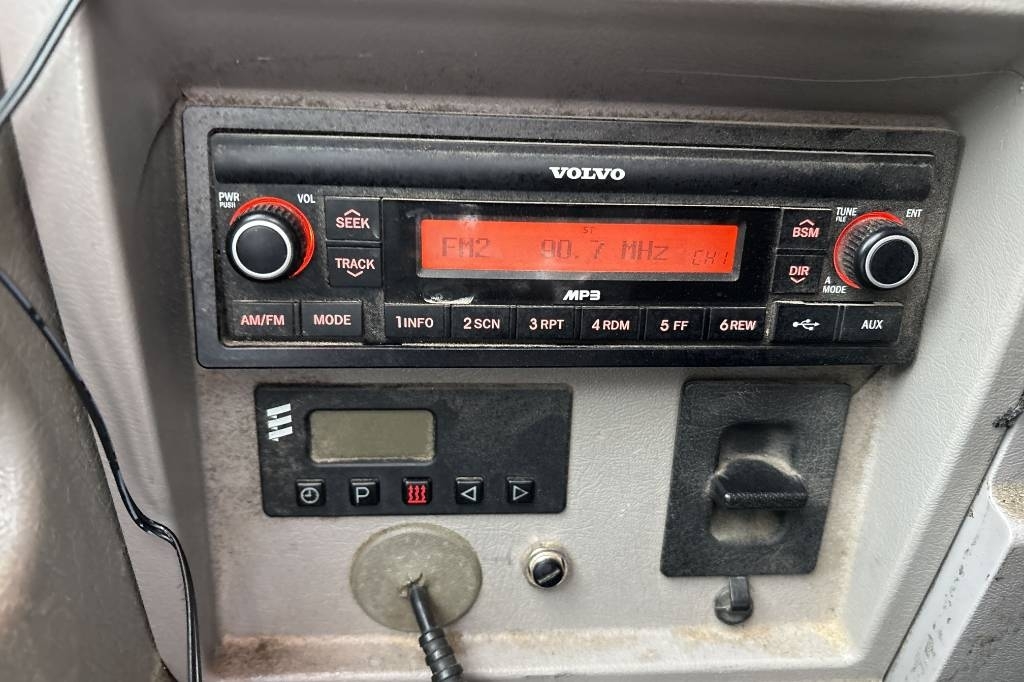 VOLVO
PWR
PUSH
VOL
SEEK
TRACK
ST
FM2 90.7 MHz CH1
MP3
BSM
DIR
TUNE
FILE
ENT
A
MODE
AM/FM MODE 1INFO 2SCN 3RPT 4RDM 5FF 6REW AUX
P